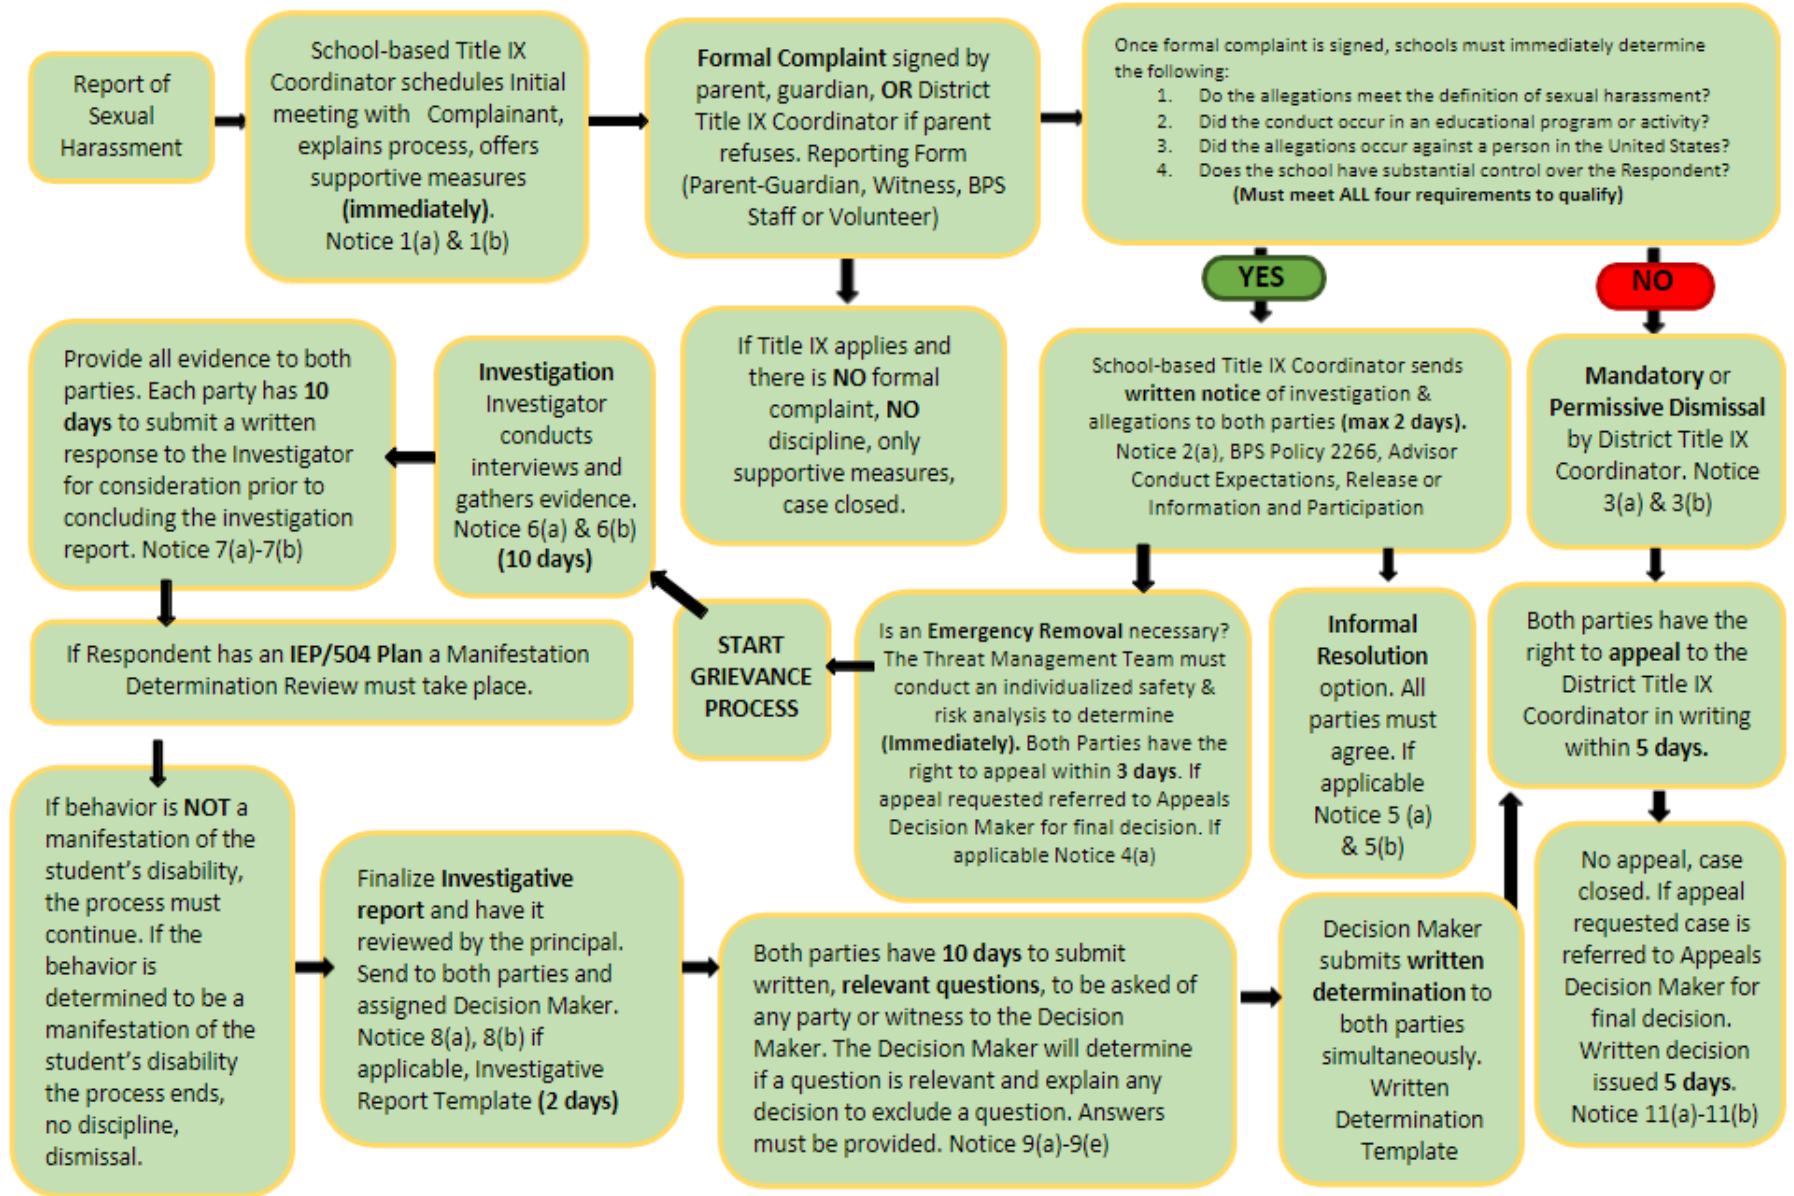 Report of
Sexual
Harassment
School-based Title IX
Coordinator schedules Initial
meeting with Complainant,
explains process, offers
supportive measures
(immediately).
Notice 1(a) & 1(b)
Formal Complaint signed by
parent, guardian, OR District
Title IX Coordinator if parent
refuses. Reporting Form
(Parent-Guardian, Witness, BPS
Staff or Volunteer)
Once formal complaint is signed, schools must immediately determine
the following:
1. Do the allegations meet the definition of sexual harassment?
2. Did the conduct occur in an educational program or activity?
3. Did the allegations occur against a person in the United States?
4. Does the school have substantial control over the Respondent?
(Must meet ALL four requirements to qualify)
YES
NO
If Title IX applies and
there is NO formal
complaint, NO
discipline, only
supportive measures,
case closed.
School-based Title IX Coordinator sends
written notice of investigation &
allegations to both parties (max 2 days).
Notice 2(a), BPS Policy 2266, Advisor
Conduct Expectations, Release or
Information and Participation
Mandatory or
Permissive Dismissal
by District Title IX
Coordinator. Notice
3(a) & 3(b)
Both parties have the
right to appeal to the
District Title IX
Coordinator in writing
within 5 days.
No appeal, case
closed. If appeal
requested case is
referred to Appeals
Decision Maker for
final decision.
Written decision
issued 5 days.
Notice 11(a)-11(b)
Informal
Resolution
option. All
parties must
agree. If
applicable
Notice 5 (a)
& 5(b)
Is an Emergency Removal necessary?
The Threat Management Team must
conduct an individualized safety &
risk analysis to determine
(Immediately). Both Parties have the
right to appeal within 3 days. If
appeal requested referred to Appeals
Decision Maker for final decision. If
applicable Notice 4(a)
START
GRIEVANCE
PROCESS
Investigation
Investigator
conducts
interviews and
gathers evidence.
Notice 6(a) & 6(b)
(10 days)
Provide all evidence to both
parties. Each party has 10
days to submit a written
response to the Investigator
for consideration prior to
concluding the investigation
report. Notice 7(a)-7(b)
If Respondent has an IEP/504 Plan a Manifestation
Determination Review must take place.
If behavior is NOT a
manifestation of the
student's disability,
the process must
continue. If the
behavior is
determined to be a
manifestation of the
student's disability
the process ends,
no discipline,
dismissal.
Finalize Investigative
report and have it
reviewed by the principal.
Send to both parties and
assigned Decision Maker.
Notice 8(a), 8(b) if
applicable, Investigative
Report Template (2 days)
Both parties have 10 days to submit
written, relevant questions, to be asked of
any party or witness to the Decision
Maker. The Decision Maker will determine
if a question is relevant and explain any
decision to exclude a question. Answers
must be provided. Notice 9(a)-9(e)
Decision Maker
submits written
determination to
both parties
simultaneously.
Written
Determination
Template